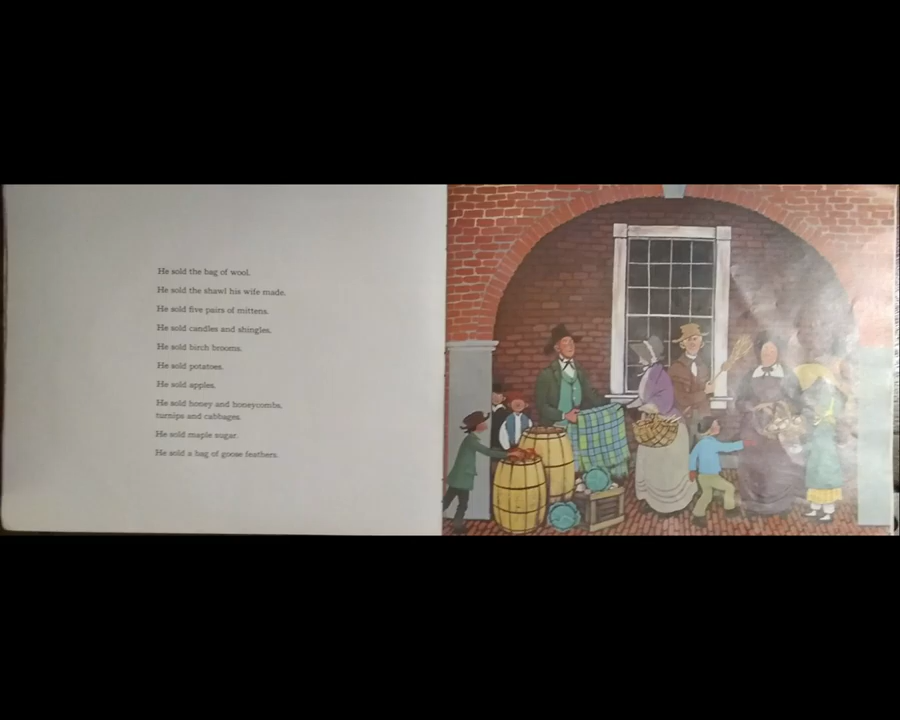 He sold the bag of wool.
He sold the shawl his wife made.
He sold five pairs of mittens.
He sold candles and shingles.
He sold birch brooms.
He sold potatoes.
He sold apples.
He sold honey and honeycombs,
turnips and cabbages.
He sold maple sugar.
He sold a bag of goose feathers.